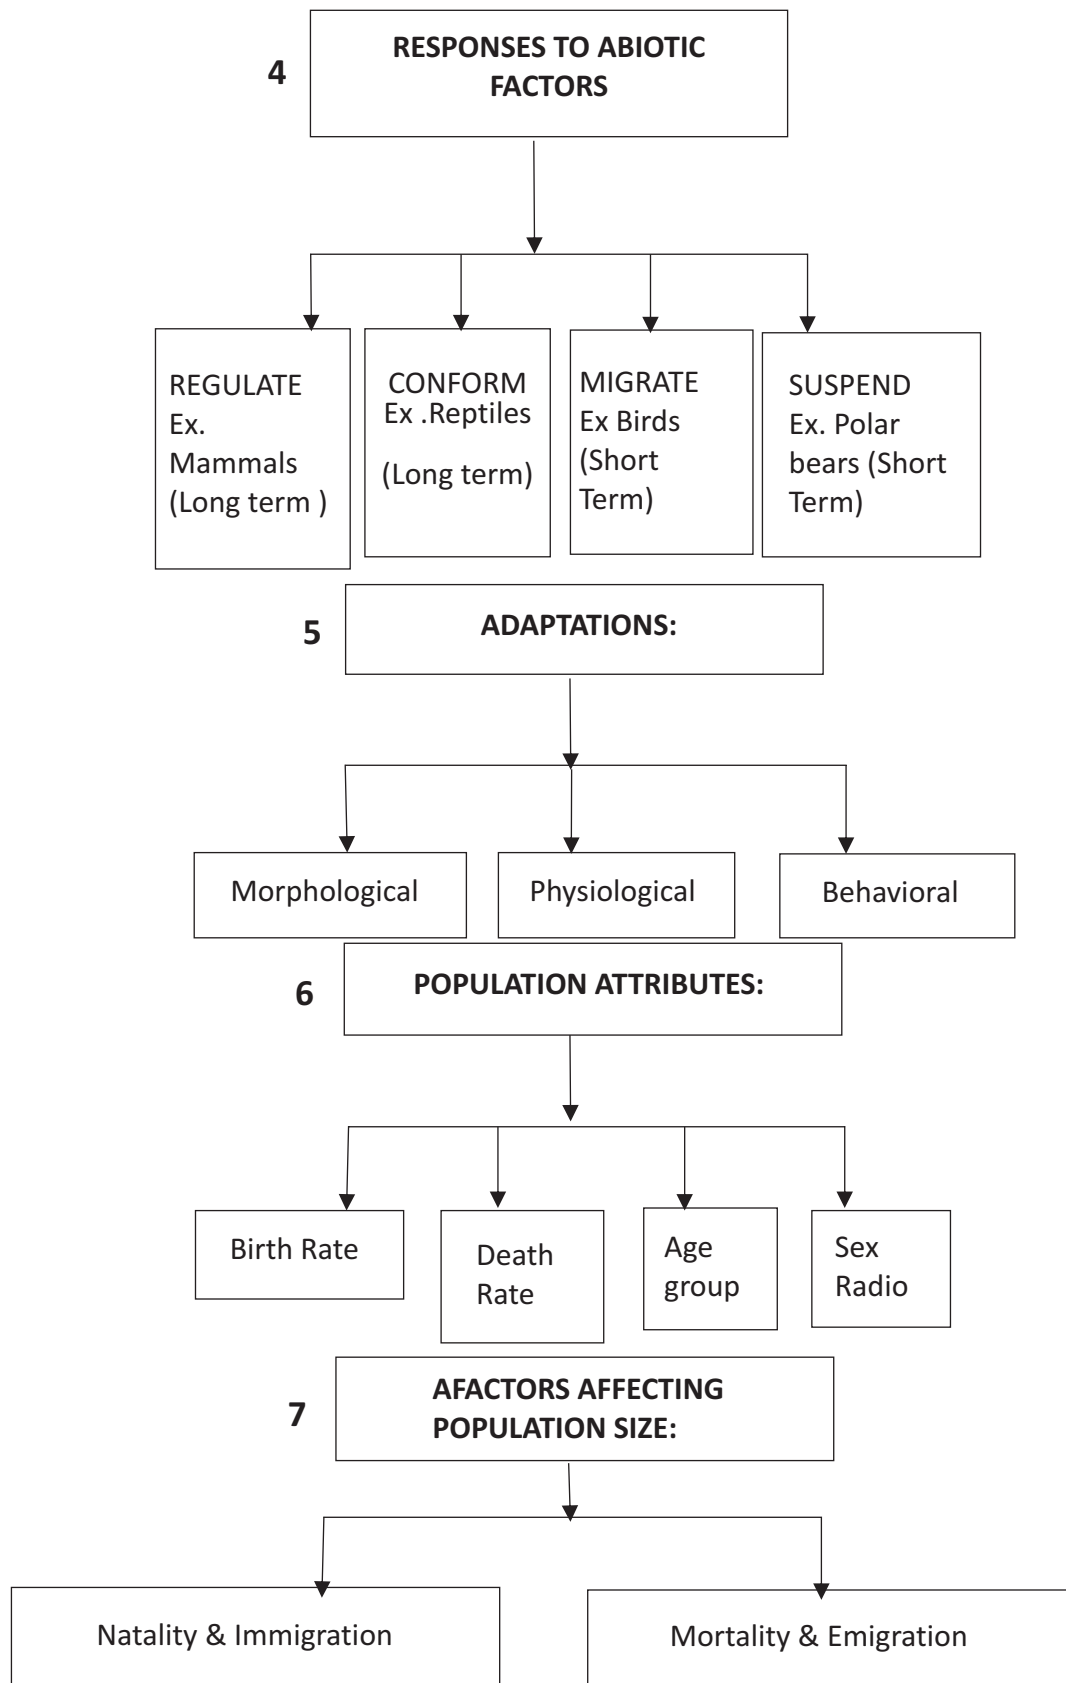 4
RESPONSES TO ABIOTIC
FACTORS
REGULATE
Ex.
Mammals
(Long term )
CONFORM
Ex .Reptiles
(Long term)
MIGRATE
Ex Birds
(Short
Term)
SUSPEND
Ex. Polar
bears (Short
Term)
5
ADAPTATIONS:
Morphological
Physiological
Behavioral
6
POPULATION ATTRIBUTES:
Birth Rate
Death
Rate
Age
group
Sex
Radio
7
AFACTORS AFFECTING
POPULATION SIZE:
Natality & Immigration
Mortality & Emigration